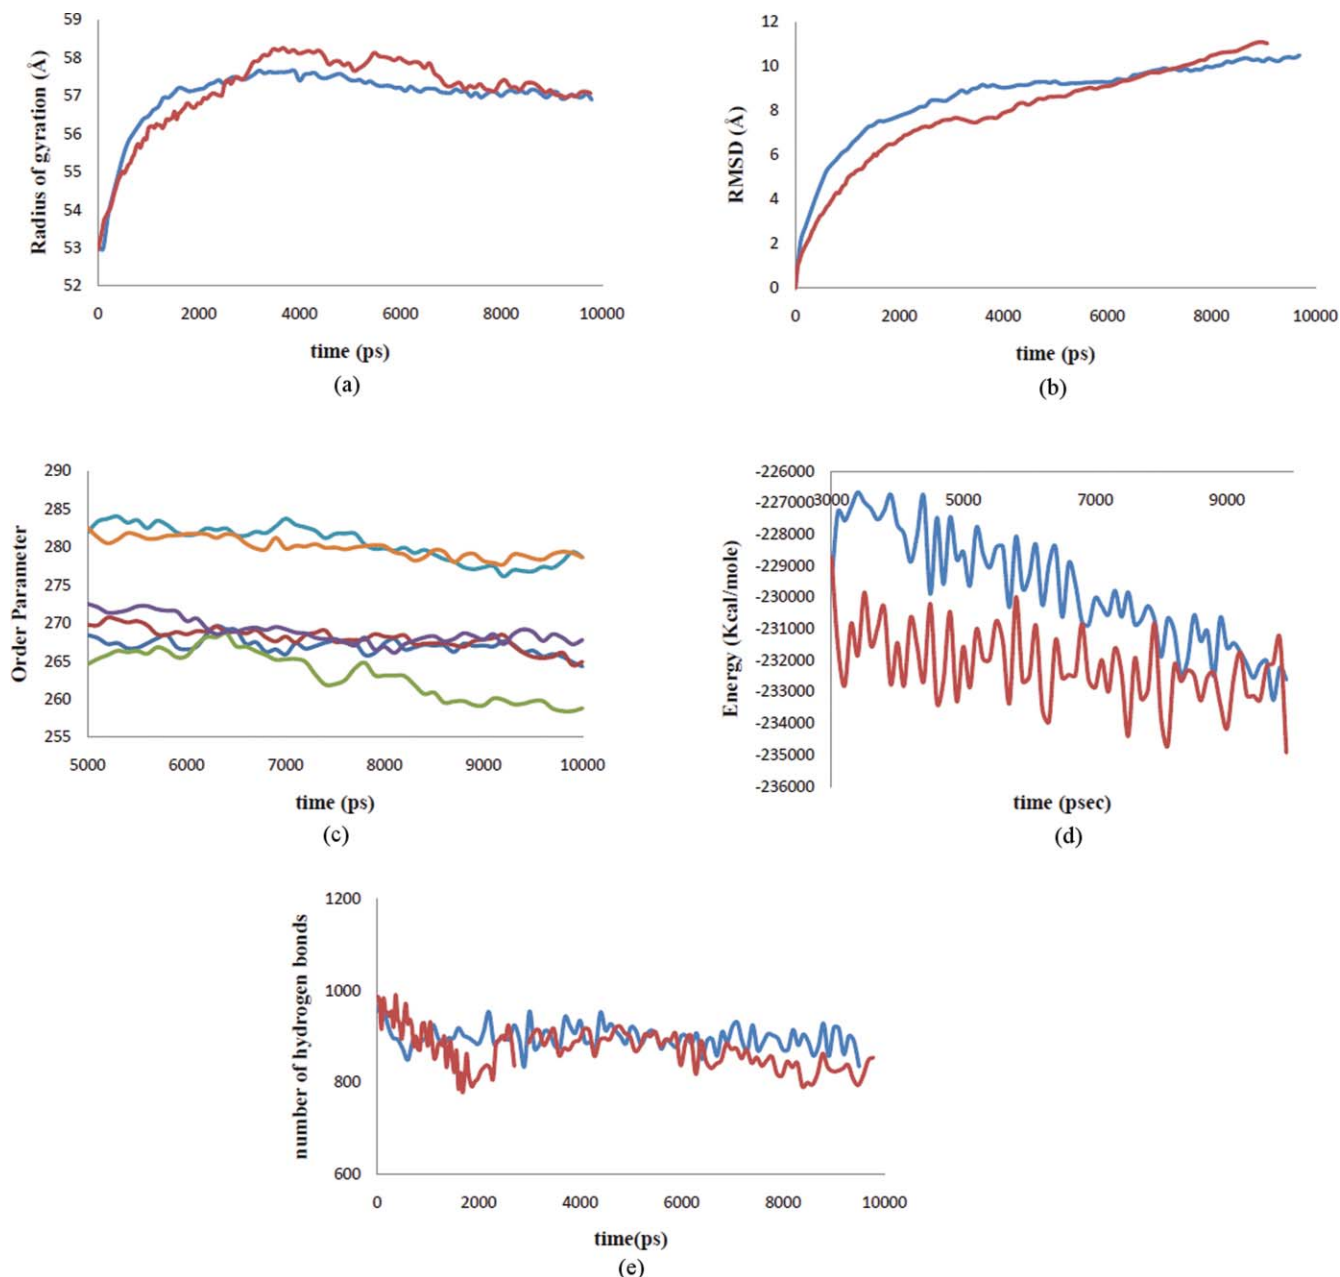 59
58
57
56
55
54
53
52
Radius of gyration (Å)
0 2000 4000 6000 8000 10000
time (ps)
(a)
12
10
8
6
4
2
0
RMSD (Å)
0 2000 4000 6000 8000 10000
time (ps)
(b)
290
285
280
275
270
265
260
255
Order Parameter
5000 6000 7000 8000 9000 10000
time (ps)
(c)
-226000
-227000
-228000
-229000
-230000
-231000
-232000
-233000
-234000
-235000
-236000
Energy (Kcal/mole)
3000 5000 7000 9000
time (psec)
(d)
1200
1000
800
600
number of hydrogen bonds
0 2000 4000 6000 8000 10000
time(ps)
(e)